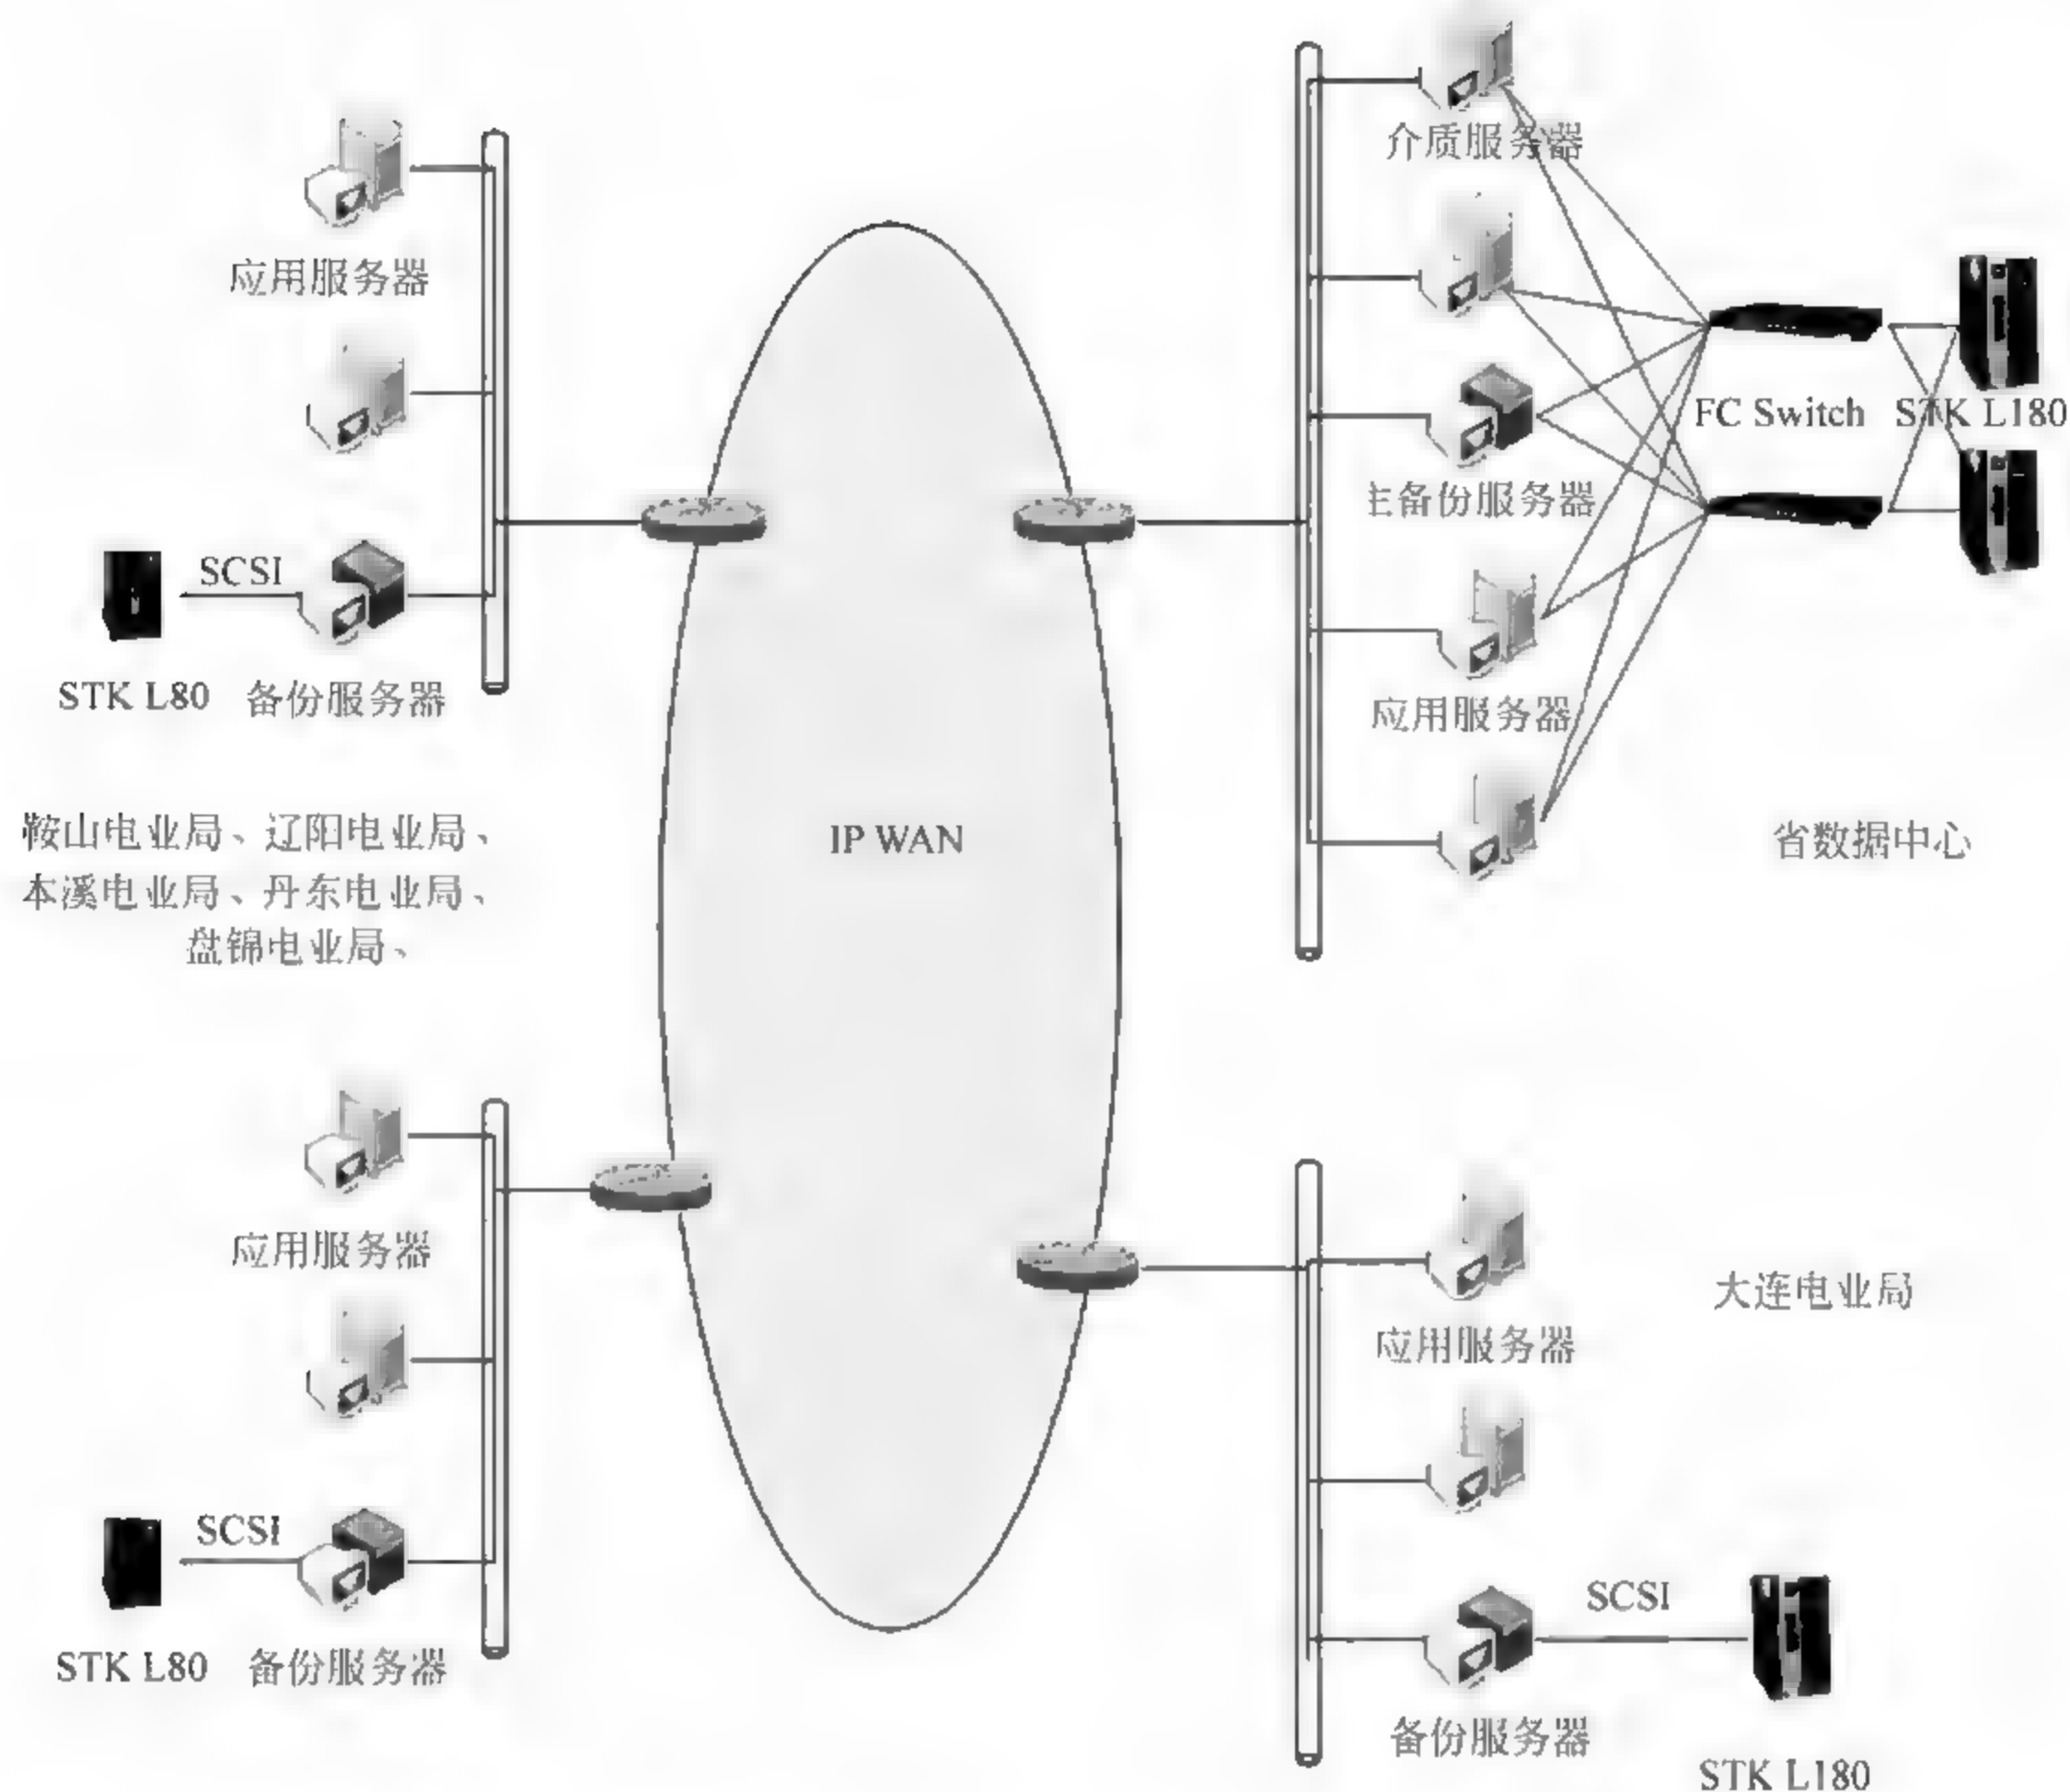 应用服务器
SCSI
STK L80 备份服务器
鞍山电业局、辽阳电业局、
本溪电业局、丹东电业局、
盘锦电业局、
应用服务器
SCSI
STK L80 备份服务器
IP WAN
介质服务器
FC Switch STK L180
主备份服务器
应用服务器
省数据中心
大连电业局
应用服务器
SCSI
备份服务器
STK L180